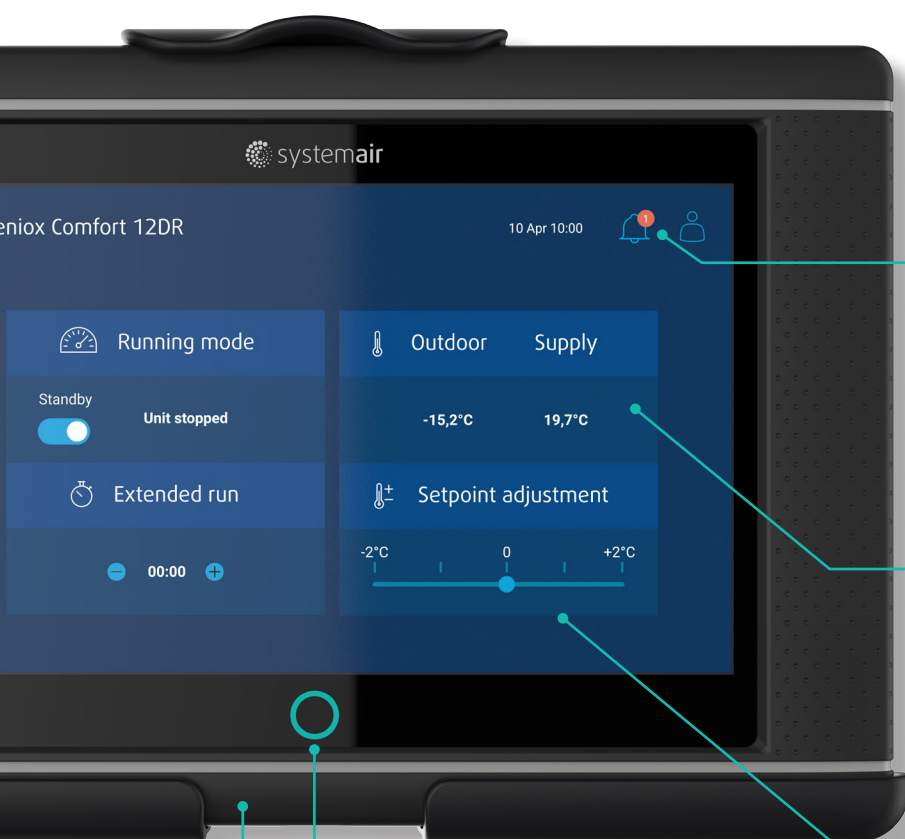 systemair
eniox Comfort 12DR
10 Apr 10:00
1
Running mode
Outdoor Supply
Standby
Unit stopped
-15,2°C 19,7°C
Extended run
Setpoint adjustment
-2°C 0 +2°C
00:00